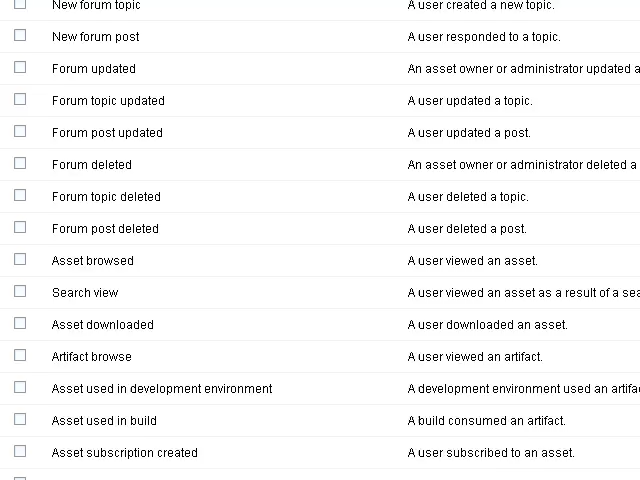 New forum topic A user created a new topic.
New forum post A user responded to a topic.
Forum updated An asset owner or administrator updated a
Forum topic updated A user updated a topic.
Forum post updated A user updated a post.
Forum deleted An asset owner or administrator deleted a
Forum topic deleted A user deleted a topic.
Forum post deleted A user deleted a post.
Asset browsed A user viewed an asset.
Search view A user viewed an asset as a result of a
Asset downloaded A user downloaded an asset.
Artifact browse A user viewed an artifact.
Asset used in development environment A development environment used an
Asset used in build A build consumed an artifact.
Asset subscription created A user subscribed to an asset.